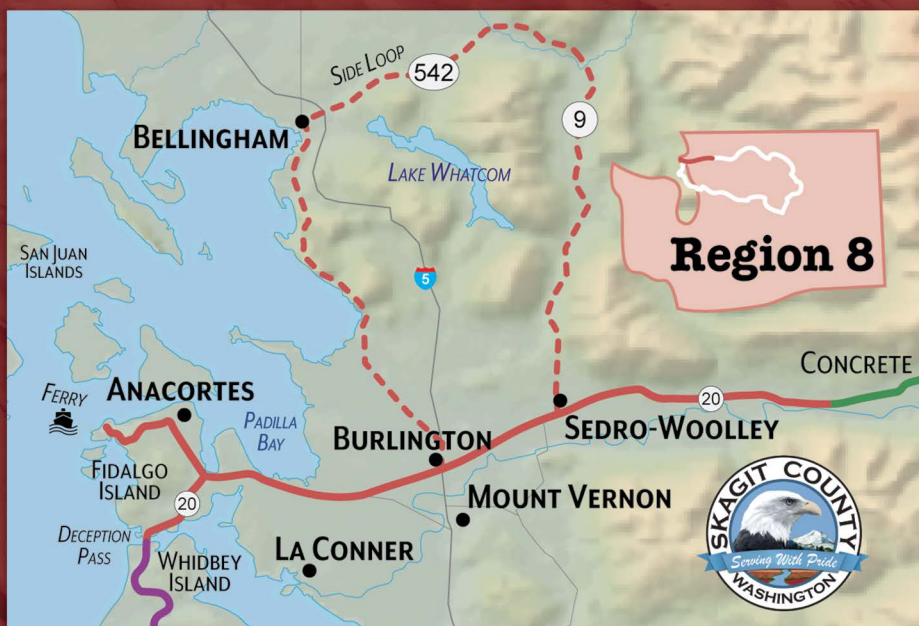 SIDE LOOP
542
BELLINGHAM
9
LAKE WHATCOM
SAN JUAN
ISLANDS
5
Region 8
CONCRETE
FERRY
ANACORTES
PADILLA
BAY
20
SEDRO-WOOLLEY
BURLINGTON
FIDALGO
ISLAND
20
MOUNT VERNON
DECEPTION
PASS
WHIDBEY
ISLAND
LA CONNER
SKAGIT COUNTY
Serving With Pride
WASHINGTON